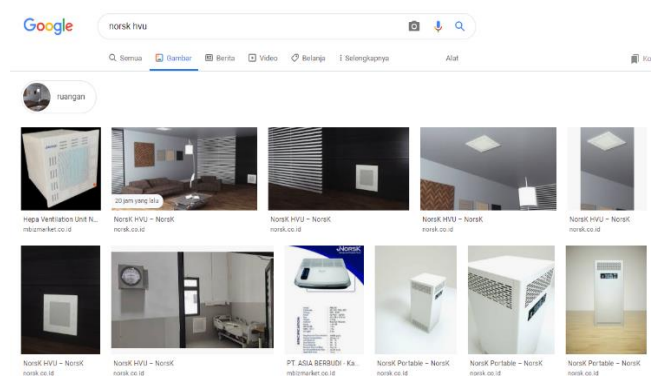 Google
norsk hvu
Semua
Gambar
Berita
Video
Belanja
Selengkapnya
Alat
Ko
ruangan
20 jam yang lalu
Hepa Ventilation Unit N...
mbizmarket.co.id
NorsK HVU – NorsK
norsk.co.id
NorsK HVU – NorsK
norsk.co.id
NorsK HVU – NorsK
norsk.co.id
NorsK HVU – NorsK
norsk.co.id
NORSK
NorsK HVU – NorsK
norsk.co.id
NorsK HVU – NorsK
norsk.co.id
PT. ASIA BERBUDI - Ka...
mbizmarket.co.id
NorsK Portable – NorsK
norsk.co.id
NorsK Portable – NorsK
norsk.co.id
NorsK Portable – NorsK
norsk.co.id